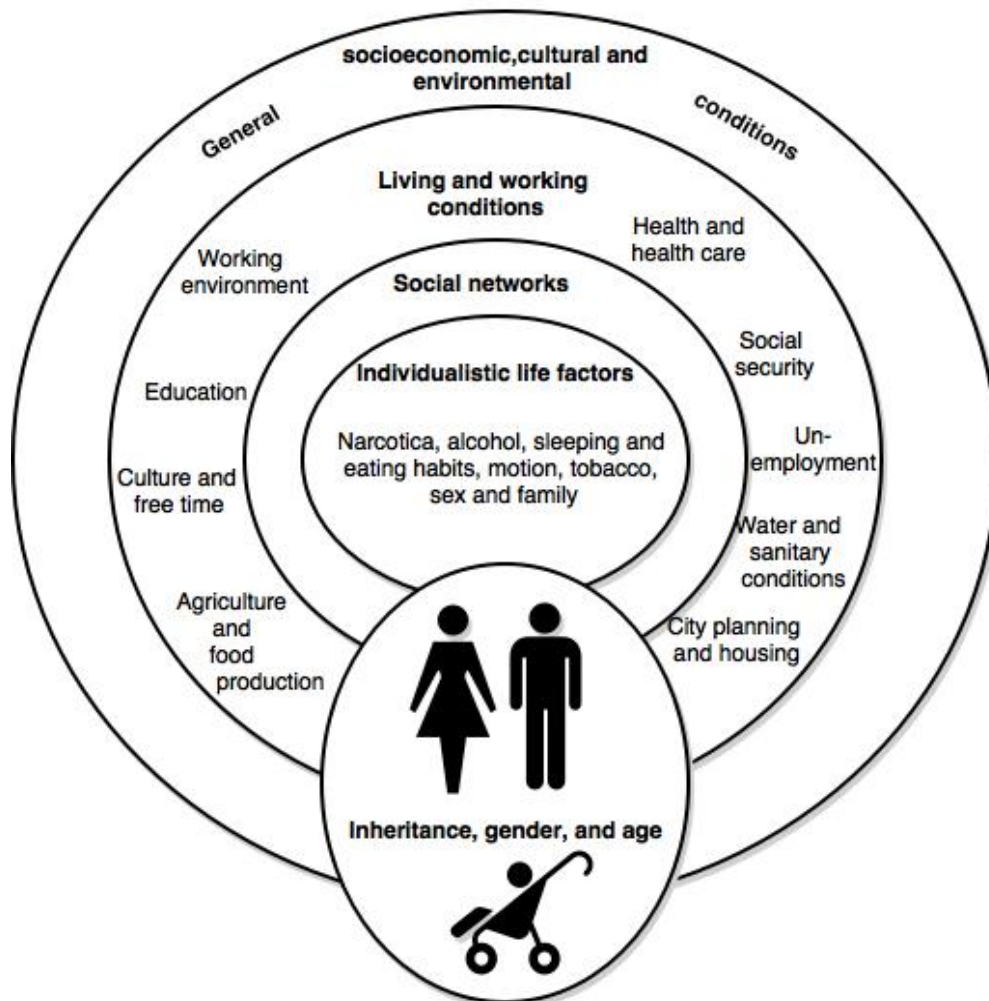 socioeconomic,cultural and
environmental
General
conditions
Living and working
conditions
Health and
health care
Working
environment
Social networks
Social
security
Individualistic life factors
Education
Un-
employment
Narcotica, alcohol, sleeping and
eating habits, motion, tobacco,
sex and family
Culture and
free time
Water and
sanitary
conditions
Agriculture
and
food
production
City planning
and housing
Inheritance, gender, and age